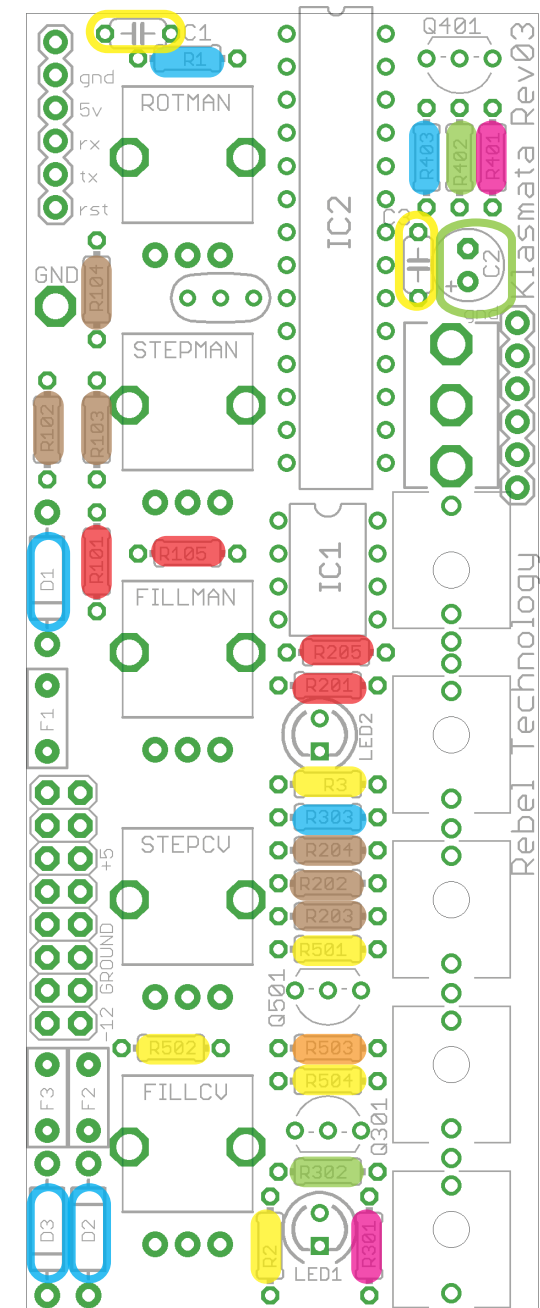 C1
Q401
R1
gnd
5v
rx
tx
rst
ROTMAN
IC2
R403
R402
R401
Klasmata Rev03
C3
C2
+
gnd
GND
R104
STEPMAN
R102
R103
D1
R101
R105
IC1
FILLMAN
R205
R201
LED2
F1
R3
R303
R204
R202
R203
R501
STEPCV
+5
GROUND
-12
Rebel Technology
Q501
R502
R503
R504
F3
F2
FILLCV
Q301
R302
D3
D2
R2
LED1
R301